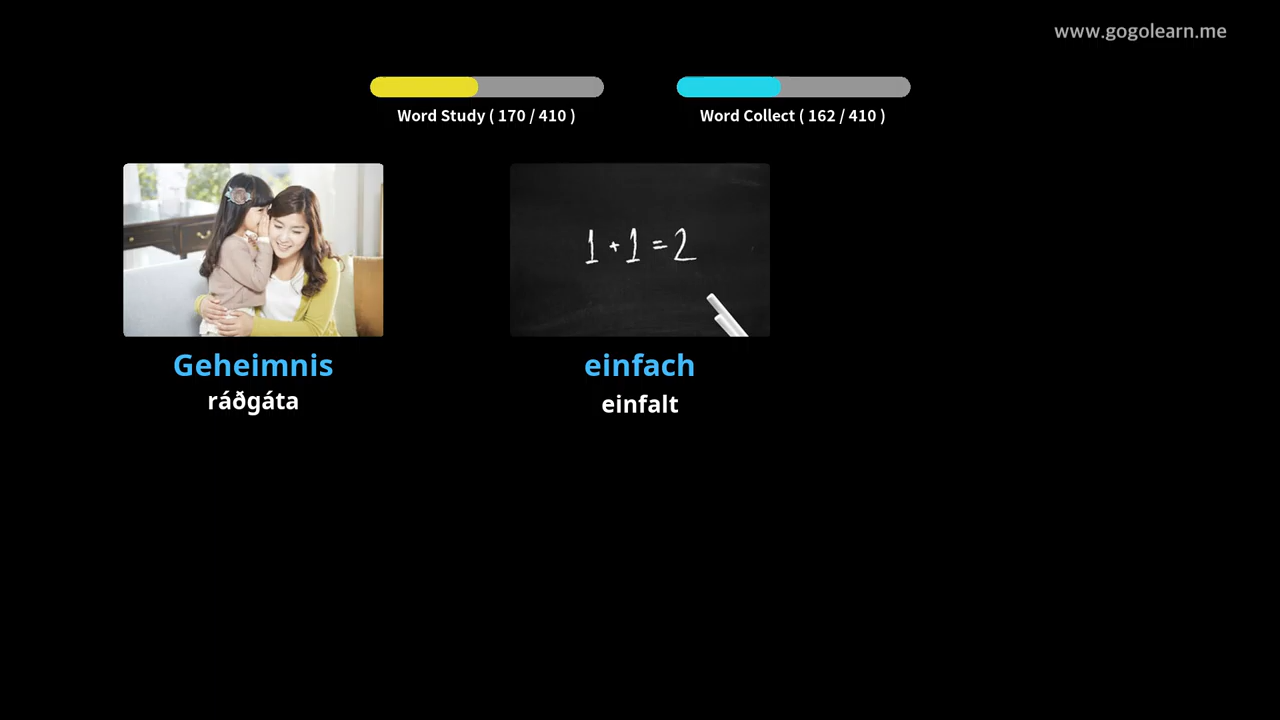 www.gogolearn.me
Word Study ( 170 / 410 )
Word Collect ( 162 / 410 )
1 + 1 = 2
Geheimnis
ráðgáta
einfach
einfalt